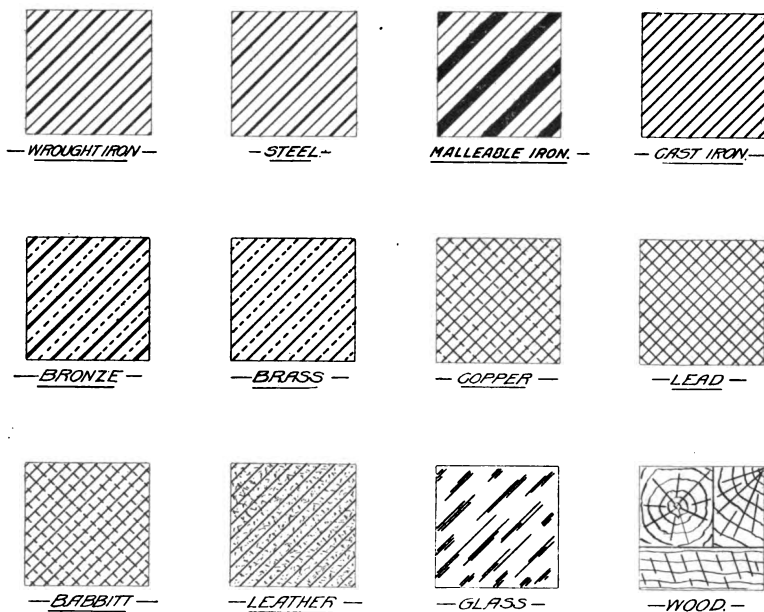 — WROUGHT IRON —
— STEEL. —
MALLEABLE IRON. —
— CAST IRON.—
— BRONZE —
— BRASS —
— COPPER —
— LEAD —
— BABBITT —
— LEATHER —
— GLASS —
— WOOD. —